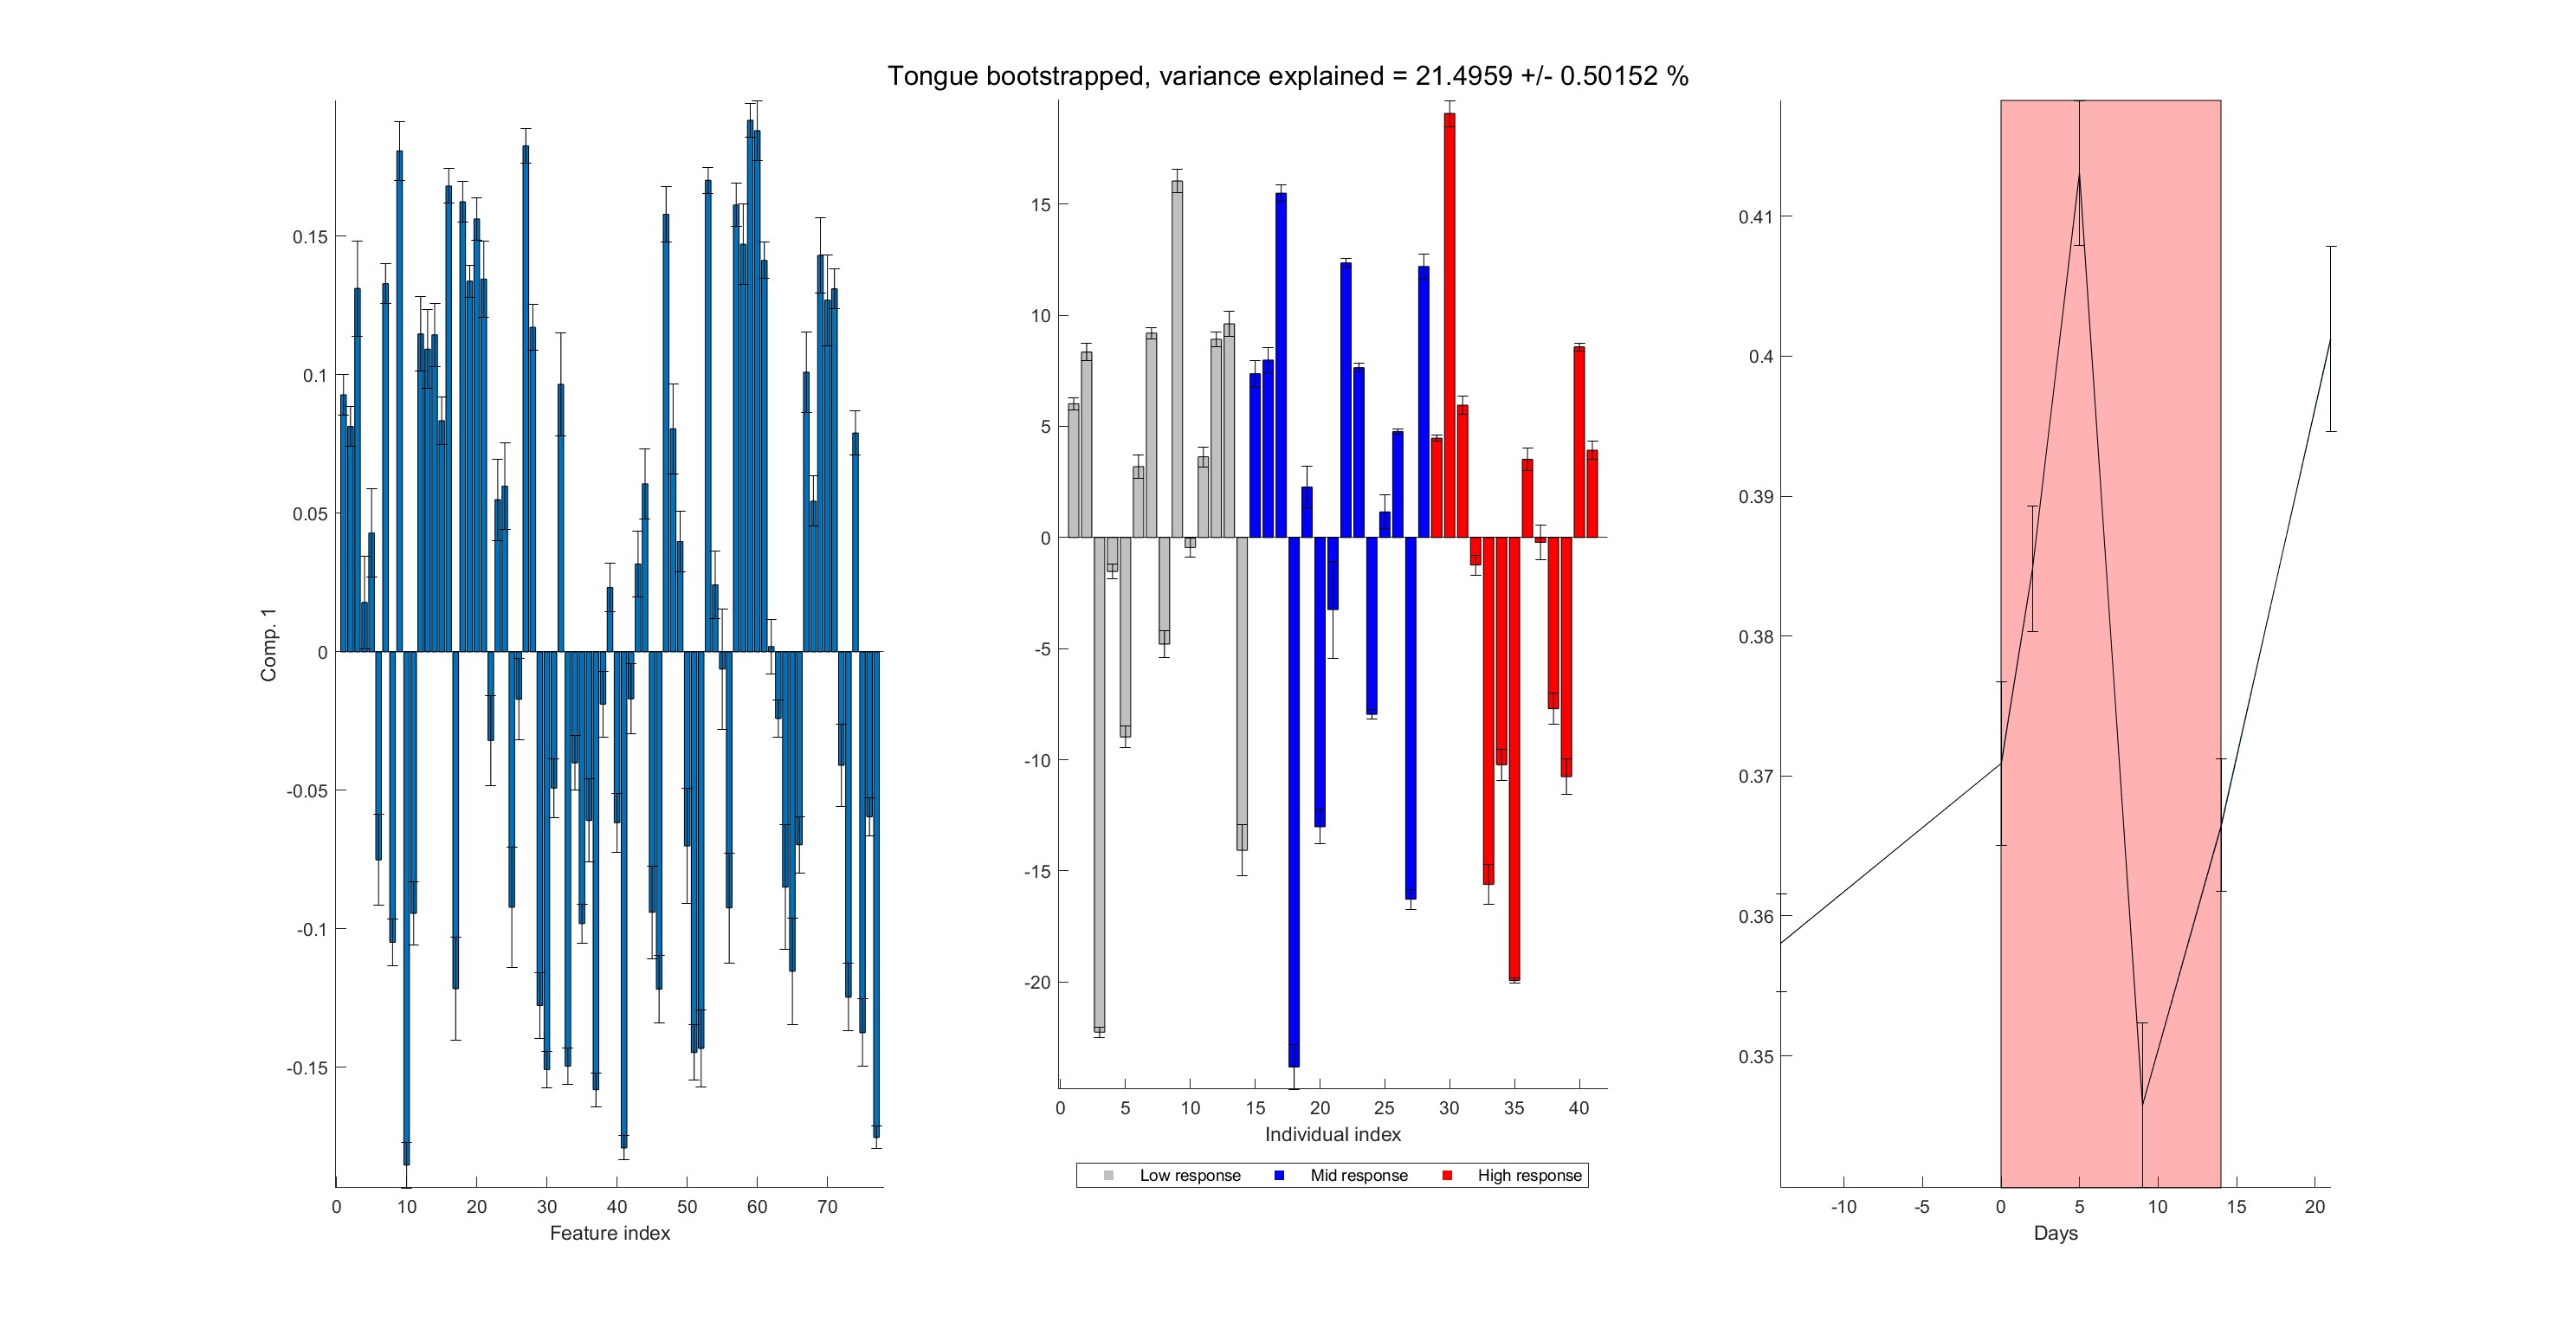 Tongue bootstrapped, variance explained = 21.4959 +/- 0.50152 %
Comp. 1
0.15
0.1
0.05
0
-0.05
-0.1
-0.15
0 10 20 30 40 50 60 70
Feature index
15
10
5
0
-5
-10
-15
-20
0 5 10 15 20 25 30 35 40
Individual index
Low response Mid response High response
0.41
0.4
0.39
0.38
0.37
0.36
0.35
-10 -5 0 5 10 15 20
Days